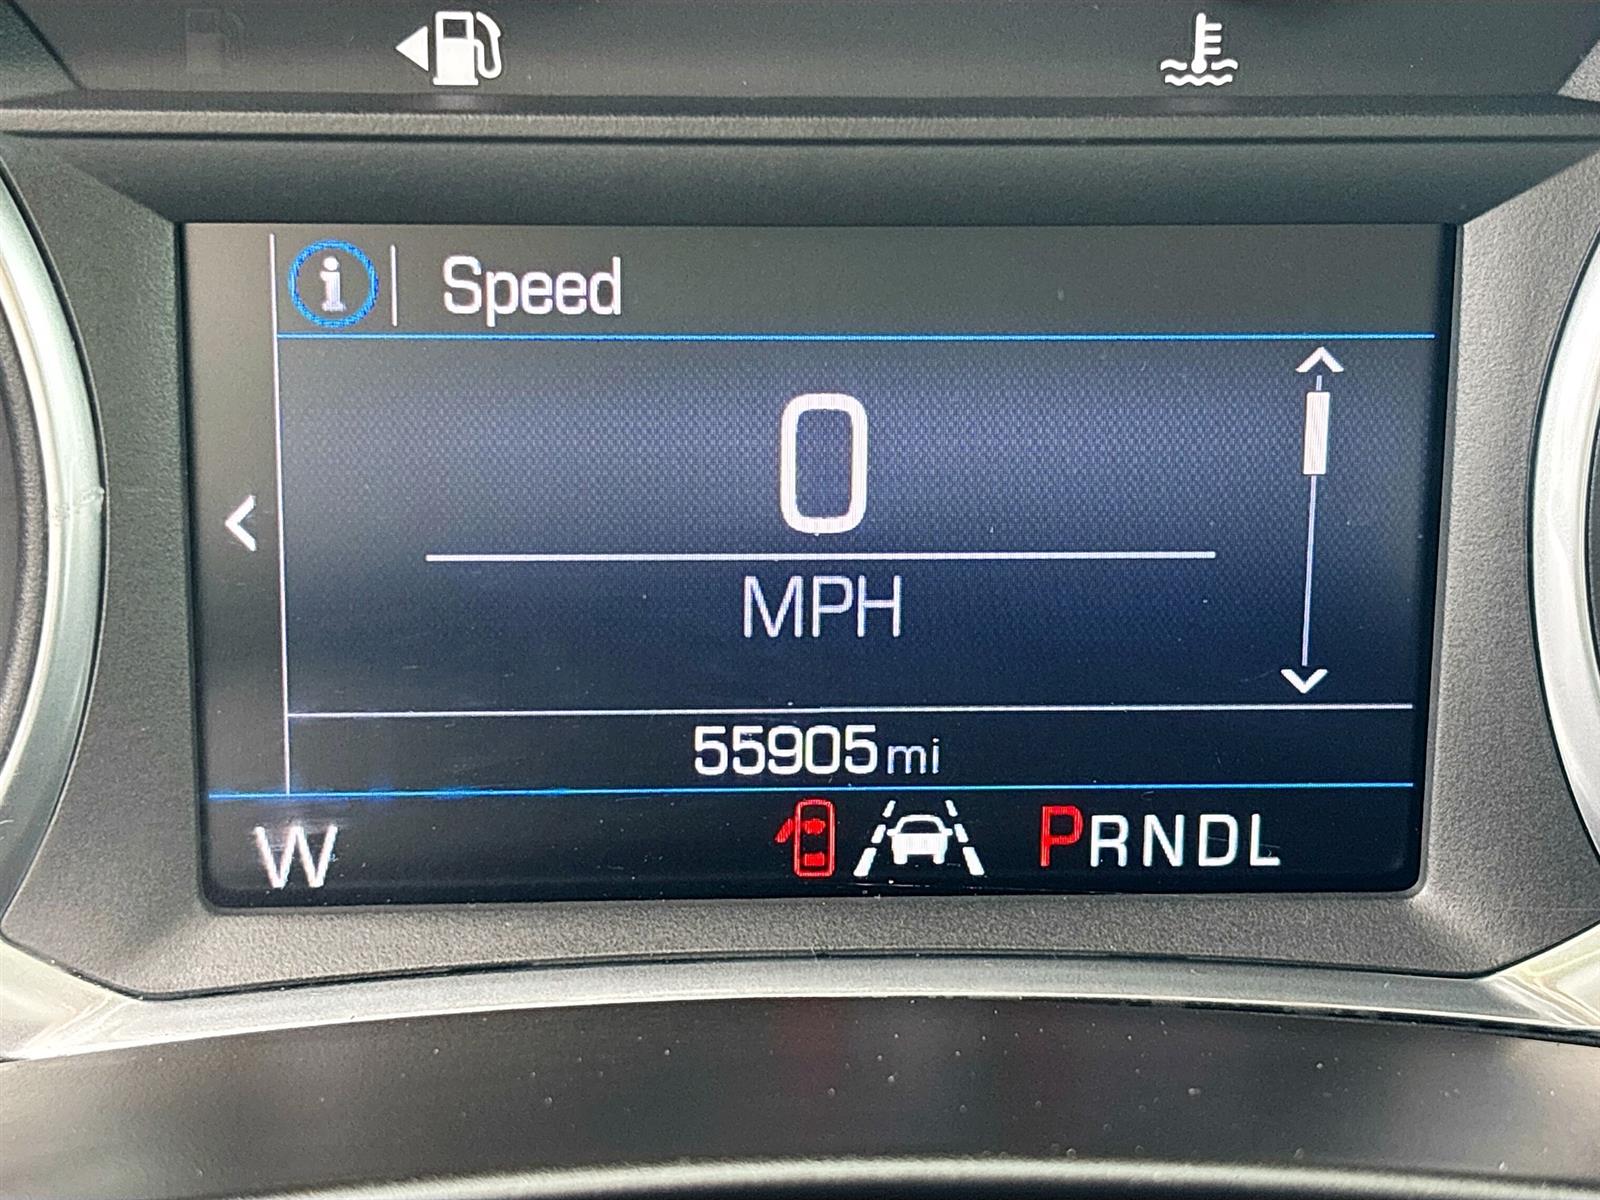 i Speed
0
MPH
55905 mi
W PRNDL